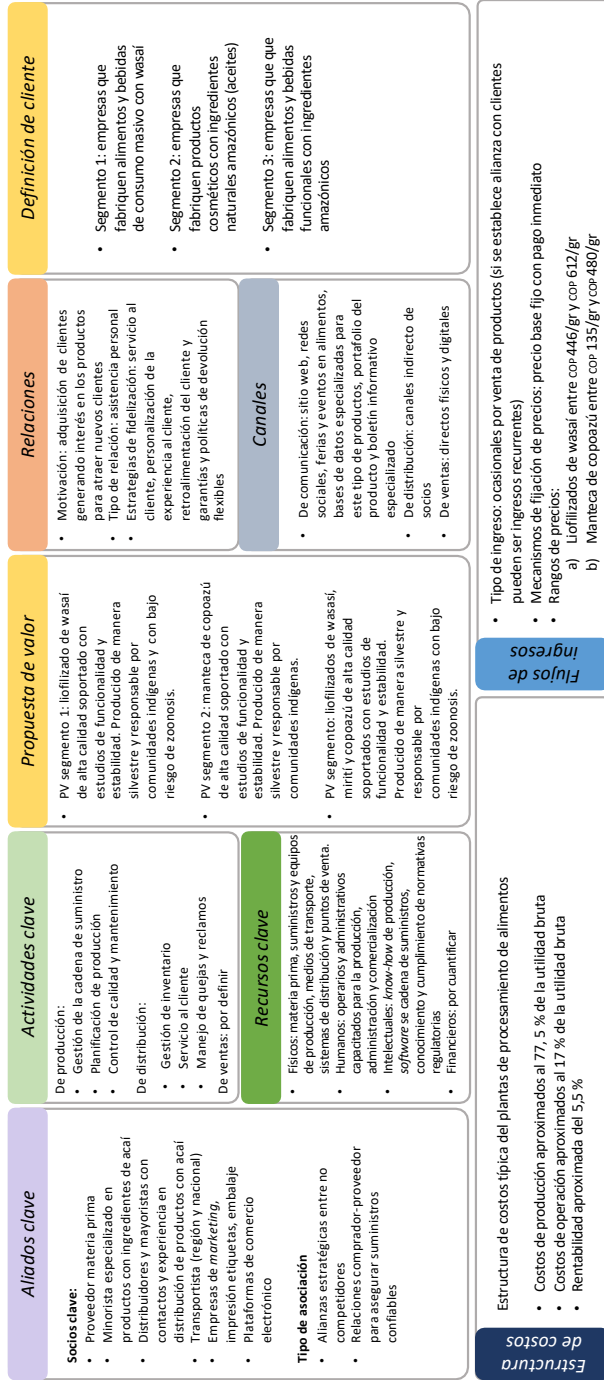 Aliados clave
Socios clave:
• Proveedor materia prima
• Minorista especializado en
productos con ingredientes de acaí
• Distribuidores y mayoristas con
contactos y experiencia en
distribución de productos con acaí
• Transportista (región y nacional)
• Empresas de marketing,
impresión etiquetas, embalaje
• Plataformas de comercio
electrónico
Tipo de asociación
• Alianzas estratégicas entre no
competidores
• Relaciones comprador-proveedor
para asegurar suministros
confiables
Actividades clave
De producción:
• Gestión de la cadena de suministro
• Planificación de producción
• Control de calidad y mantenimiento
De distribución:
• Gestión de inventario
• Servicio al cliente
• Manejo de quejas y reclamos
De ventas: por definir
Recursos clave
• Físicos: materia prima, suministros y equipos
de producción, medios de transporte,
sistemas de distribución y puntos de venta.
• Humanos: operarios y administrativos
capacitados para la producción,
administración y comercialización
• Intelectuales: know-how de producción,
software se cadena de suministros,
conocimiento y cumplimiento de normativas
regulatorias
• Financieros: por cuantificar
Propuesta de valor
• PV segmento 1: liofilizado de wasaí
de alta calidad soportado con
estudios de funcionalidad y
estabilidad. Producido de manera
silvestre y responsable por
comunidades indígenas y con bajo
riesgo de zoonosis.
• PV segmento 2: manteca de copoazú
de alta calidad soportado con
estudios de funcionalidad y
estabilidad. Producido de manera
silvestre y responsable por
comunidades indígenas.
• PV segmento: liofilizados de wasasí,
mirití y copoazú de alta calidad
soportados con estudios de
funcionalidad y estabilidad.
Producido de manera silvestre y
responsable por
comunidades indígenas con bajo
riesgo de zoonosis.
Relaciones
• Motivación: adquisición de clientes
generando interés en los productos
para atraer nuevos clientes
• Tipo de relación: asistencia personal
• Estrategias de fidelización: servicio al
cliente, personalización de la
experiencia al cliente,
retroalimentación del cliente y
garantías y políticas de devolución
flexibles
Canales
• De comunicación: sitio web, redes
sociales, ferias y eventos en alimentos,
bases de datos especializadas para
este tipo de productos, portafolio del
producto y boletín informativo
especializado
• De distribución: canales indirecto de
socios
• De ventas: directos físicos y digitales
Definición de cliente
• Segmento 1: empresas que
fabriquen alimentos y bebidas
de consumo masivo con wasaí
• Segmento 2: empresas que
fabriquen productos
cosméticos con ingredientes
naturales amazónicos (aceites)
• Segmento 3: empresas que que
fabriquen alimentos y bebidas
funcionales con ingredientes
amazónicos
Estructura
de costos
Estructura de costos típica del plantas de procesamiento de alimentos
• Costos de producción aproximados al 77, 5 % de la utilidad bruta
• Costos de operación aproximados al 17 % de la utilidad bruta
• Rentabilidad aproximada del 5,5 %
Flujos de
ingresos
• Tipo de ingreso: ocasionales por venta de productos (si se establece alianza con clientes
pueden ser ingresos recurrentes)
• Mecanismos de fijación de precios: precio base fijo con pago inmediato
• Rangos de precios:
a) Liofilizados de wasaí entre COP 446/gr y COP 612/gr
b) Manteca de copoazú entre COP 135/gr y COP 480/gr